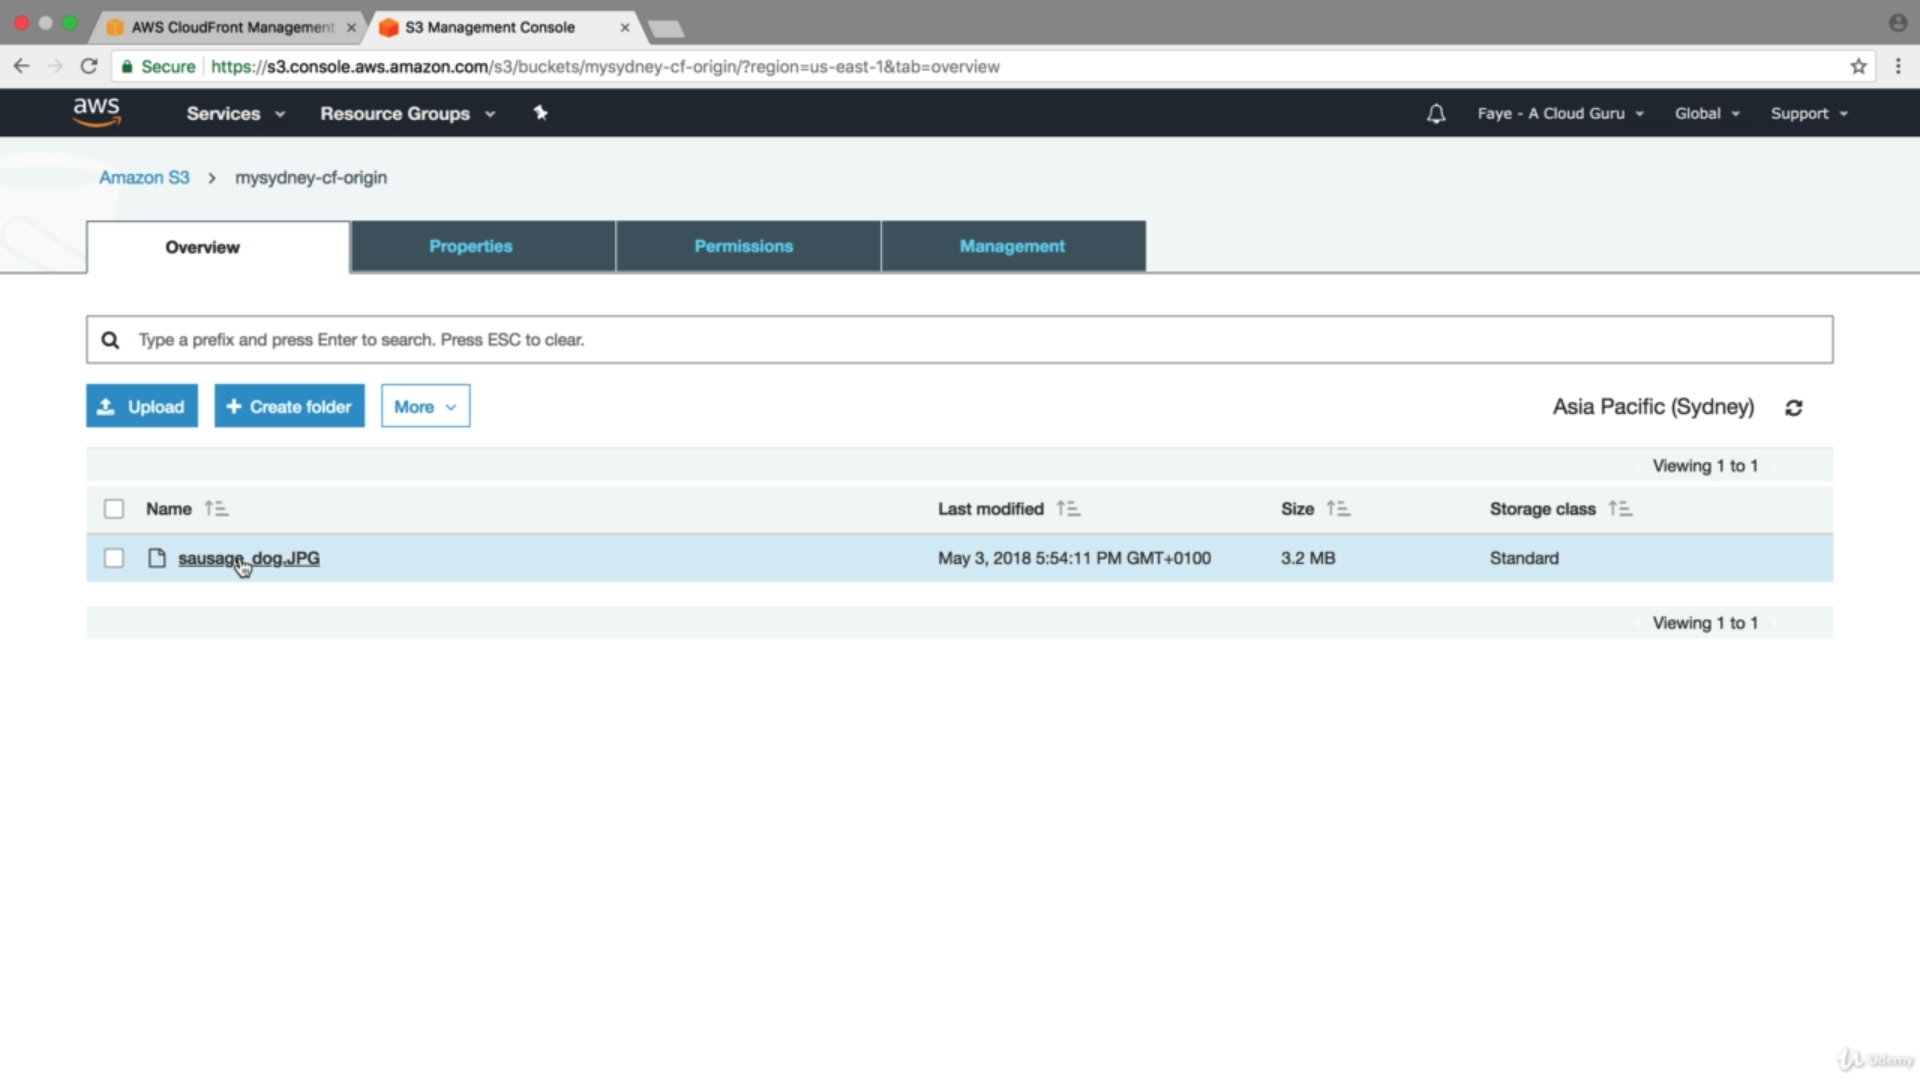 AWS CloudFront Management
S3 Management Console
Secure https://s3.console.aws.amazon.com/s3/buckets/mysydney-cf-origin/?region=us-east-1&tab=overview
aws Services Resource Groups Faye - A Cloud Guru Global Support
Amazon S3 > mysydney-cf-origin
Overview Properties Permissions Management
Type a prefix and press Enter to search. Press ESC to clear.
Upload + Create folder More Asia Pacific (Sydney)
Viewing 1 to 1
Name Last modified Size Storage class
sausage_dog.JPG May 3, 2018 5:54:11 PM GMT+0100 3.2 MB Standard
Viewing 1 to 1
Udemy